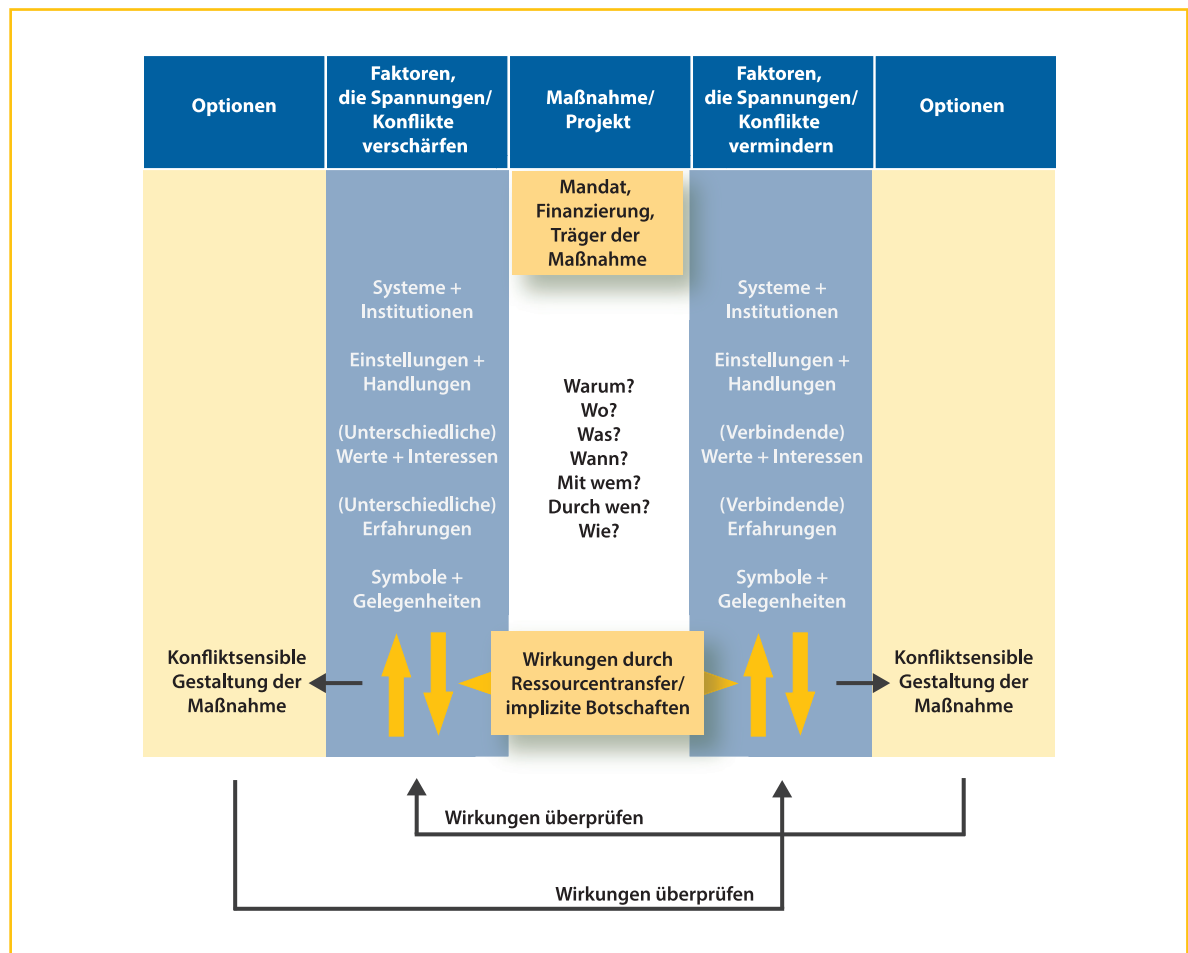 Optionen
Faktoren,
die Spannungen/
Konflikte
verschärfen
Maßnahme/
Projekt
Faktoren,
die Spannungen/
Konflikte
vermindern
Optionen
Mandat,
Finanzierung,
Träger der
Maßnahme
Systeme +
Institutionen
Einstellungen +
Handlungen
(Unterschiedliche)
Werte + Interessen
(Unterschiedliche)
Erfahrungen
Symbole +
Gelegenheiten
Warum?
Wo?
Was?
Wann?
Mit wem?
Durch wen?
Wie?
Systeme +
Institutionen
Einstellungen +
Handlungen
(Verbindende)
Werte + Interessen
(Verbindende)
Erfahrungen
Symbole +
Gelegenheiten
Konfliktsensible
Gestaltung der
Maßnahme
Wirkungen durch
Ressourcentransfer/
implizite Botschaften
Konfliktsensible
Gestaltung der
Maßnahme
Wirkungen überprüfen
Wirkungen überprüfen